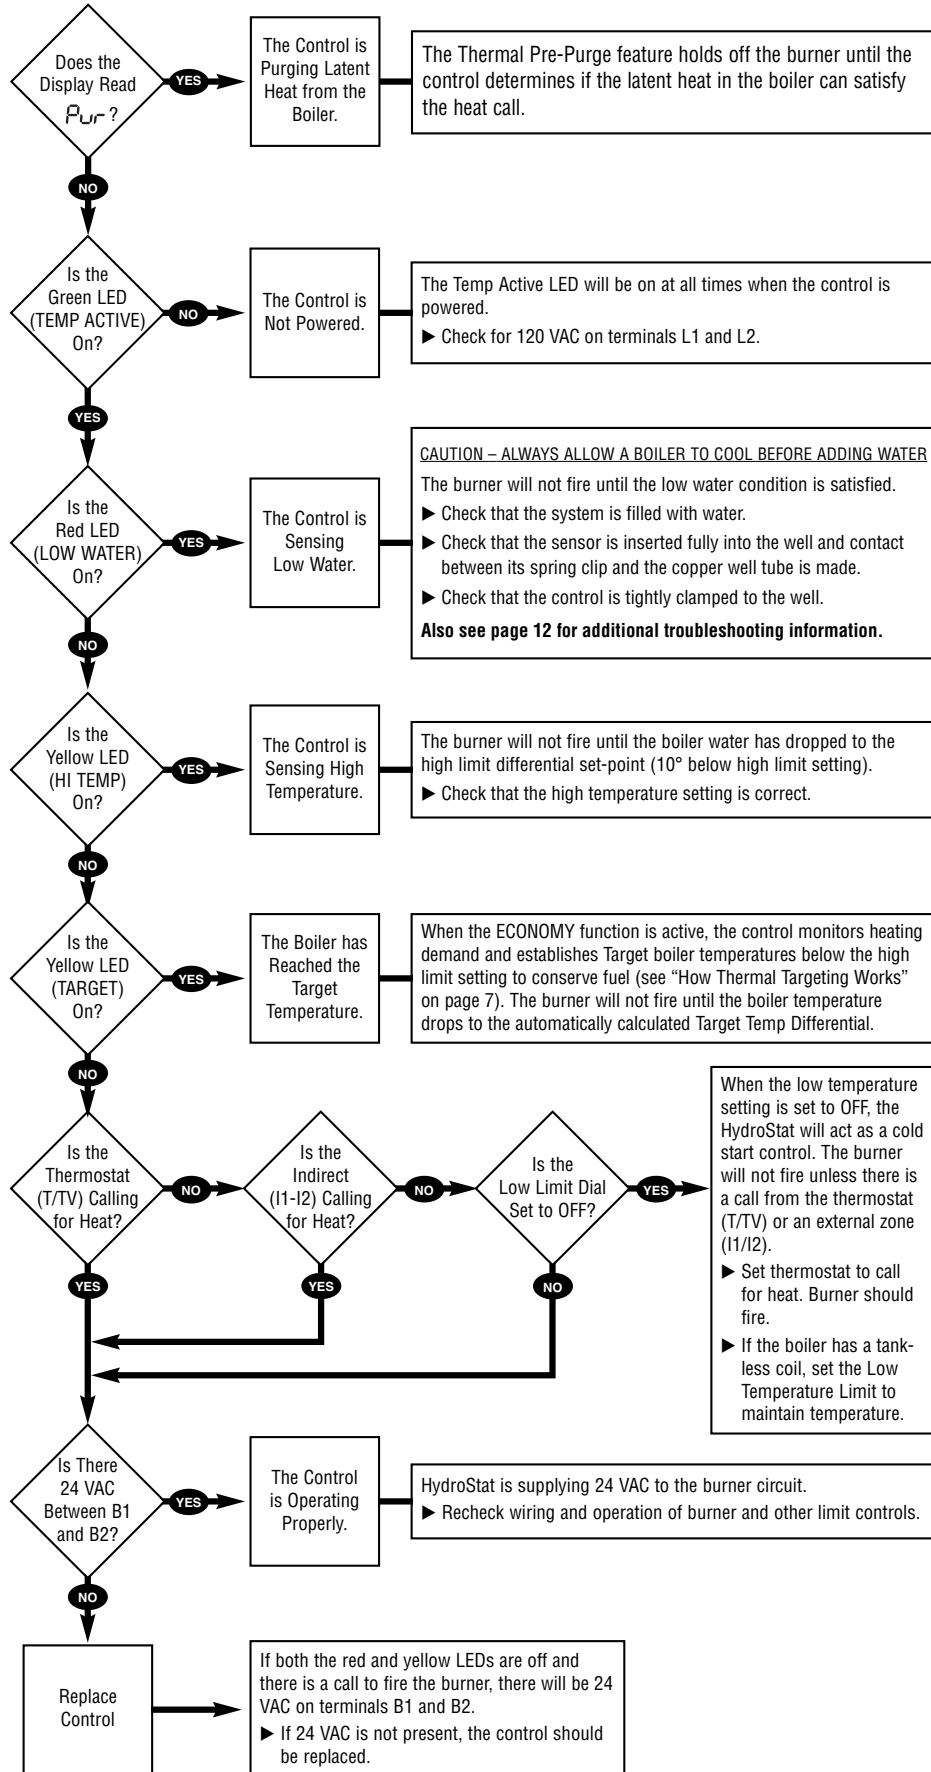 Does the
Display Read
Pur ?
YES
The Control is
Purging Latent
Heat from the
Boiler.
The Thermal Pre-Purge feature holds off the burner until the
control determines if the latent heat in the boiler can satisfy
the heat call.
NO
Is the
Green LED
(TEMP ACTIVE)
On?
NO
The Control is
Not Powered.
The Temp Active LED will be on at all times when the control is
powered.
▶ Check for 120 VAC on terminals L1 and L2.
YES
Is the
Red LED
(LOW WATER)
On?
YES
The Control is
Sensing
Low Water.
CAUTION – ALWAYS ALLOW A BOILER TO COOL BEFORE ADDING WATER
The burner will not fire until the low water condition is satisfied.
▶ Check that the system is filled with water.
▶ Check that the sensor is inserted fully into the well and contact
between its spring clip and the copper well tube is made.
▶ Check that the control is tightly clamped to the well.
Also see page 12 for additional troubleshooting information.
NO
Is the
Yellow LED
(HI TEMP)
On?
YES
The Control is
Sensing High
Temperature.
The burner will not fire until the boiler water has dropped to the
high limit differential set-point (10° below high limit setting).
▶ Check that the high temperature setting is correct.
NO
Is the
Yellow LED
(TARGET)
On?
YES
The Boiler has
Reached the
Target
Temperature.
When the ECONOMY function is active, the control monitors heating
demand and establishes Target boiler temperatures below the high
limit setting to conserve fuel (see “How Thermal Targeting Works”
on page 7). The burner will not fire until the boiler temperature
drops to the automatically calculated Target Temp Differential.
NO
Is the
Thermostat
(T/TV) Calling
for Heat?
NO
Is the
Indirect
(I1-I2) Calling
for Heat?
NO
Is the
Low Limit Dial
Set to OFF?
YES
When the low temperature
setting is set to OFF, the
HydroStat will act as a cold
start control. The burner
will not fire unless there is
a call from the thermostat
(T/TV) or an external zone
(I1/I2).
▶ Set thermostat to call
for heat. Burner should
fire.
▶ If the boiler has a tank-
less coil, set the Low
Temperature Limit to
maintain temperature.
YES
YES
NO
Is There
24 VAC
Between B1
and B2?
YES
The Control
is Operating
Properly.
HydroStat is supplying 24 VAC to the burner circuit.
▶ Recheck wiring and operation of burner and other limit controls.
NO
Replace
Control
If both the red and yellow LEDs are off and
there is a call to fire the burner, there will be 24
VAC on terminals B1 and B2.
▶ If 24 VAC is not present, the control should
be replaced.